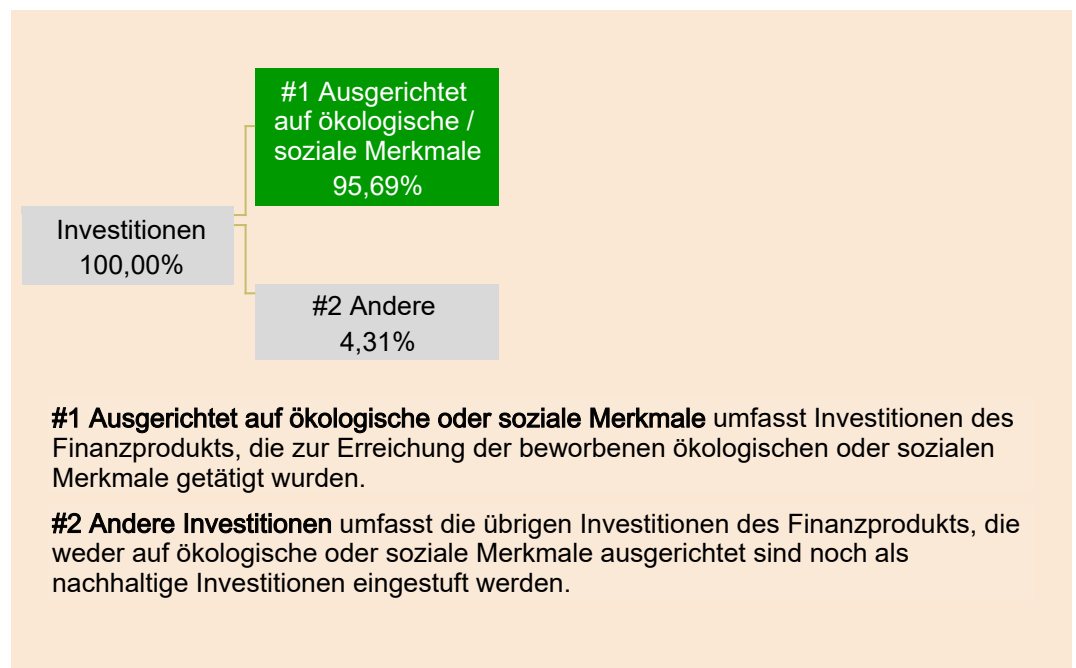 #1 Ausgerichtet
auf ökologische /
soziale Merkmale
95,69%
Investitionen
100,00%
#2 Andere
4,31%
#1 Ausgerichtet auf ökologische oder soziale Merkmale umfasst Investitionen des
Finanzprodukts, die zur Erreichung der beworbenen ökologischen oder sozialen
Merkmale getätigt wurden.
#2 Andere Investitionen umfasst die übrigen Investitionen des Finanzprodukts, die
weder auf ökologische oder soziale Merkmale ausgerichtet sind noch als
nachhaltige Investitionen eingestuft werden.